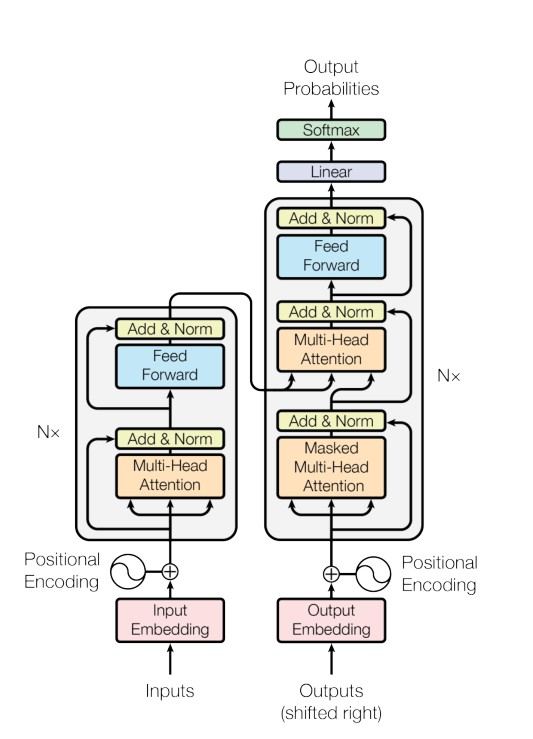 Output
Probabilities
Softmax
Linear
Add & Norm
Feed
Forward
Add & Norm
Multi-Head
Attention
Add & Norm
Masked
Multi-Head
Attention
Nx
Add & Norm
Feed
Forward
Add & Norm
Multi-Head
Attention
N×
Positional
Encoding
Positional
Encoding
Input
Embedding
Output
Embedding
Inputs
Outputs
(shifted right)